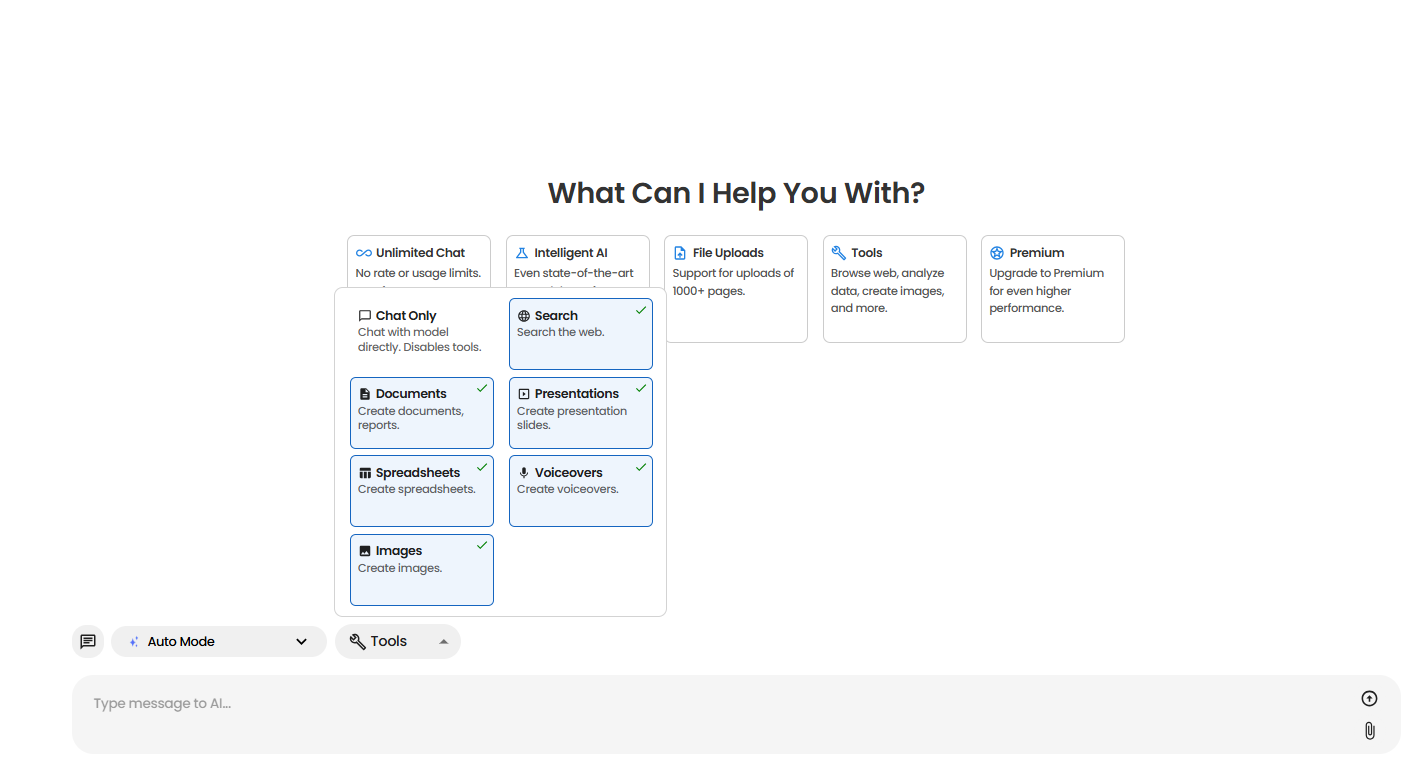 What Can I Help You With?
Unlimited Chat
No rate or usage limits.
Intelligent AI
Even state-of-the-art
File Uploads
Support for uploads of
1000+ pages.
Tools
Browse web, analyze
data, create images,
and more.
Premium
Upgrade to Premium
for even higher
performance.
Chat Only
Chat with model
directly. Disables tools.
Search
Search the web.
Documents
Create documents,
reports.
Presentations
Create presentation
slides.
Spreadsheets
Create spreadsheets.
Voiceovers
Create voiceovers.
Images
Create images.
Auto Mode
Tools
Type message to AI...